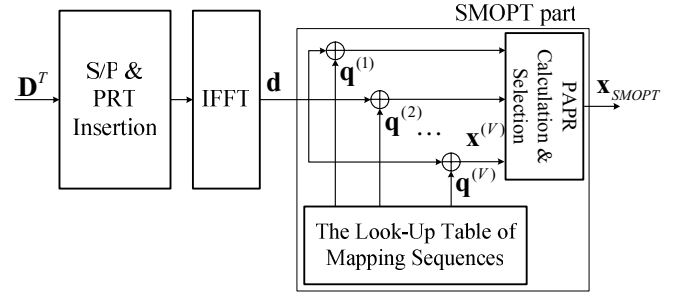 SMOPT part
D^T
S/P &
PRT
Insertion
IFFT
d
q^(1)
q^(2)
...
x^(V)
q^(V)
PAPR
Calculation &
Selection
x_SMOPT
The Look-Up Table of
Mapping Sequences